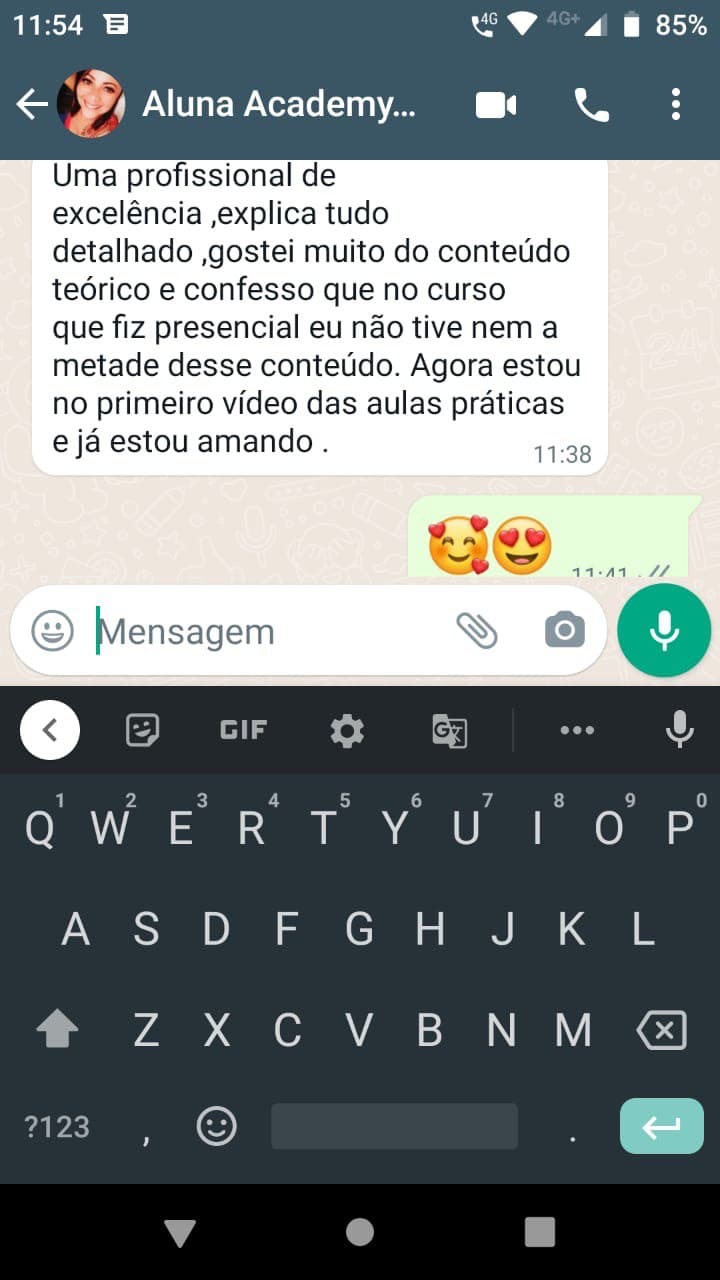 11:54 4G 4G+ 85%
Aluna Academy...
Uma profissional de
excelência ,explica tudo
detalhado ,gostei muito do conteúdo
teórico e confesso que no curso
que fiz presencial eu não tive nem a
metade desse conteúdo. Agora estou
no primeiro vídeo das aulas práticas
e já estou amando .
11:38
🥰😍
11:41
Mensagem
GIF G
1 2 3 4 5 6 7 8 9 0
Q W E R T Y U I O P
A S D F G H J K L
Z X C V B N M
?123 , .